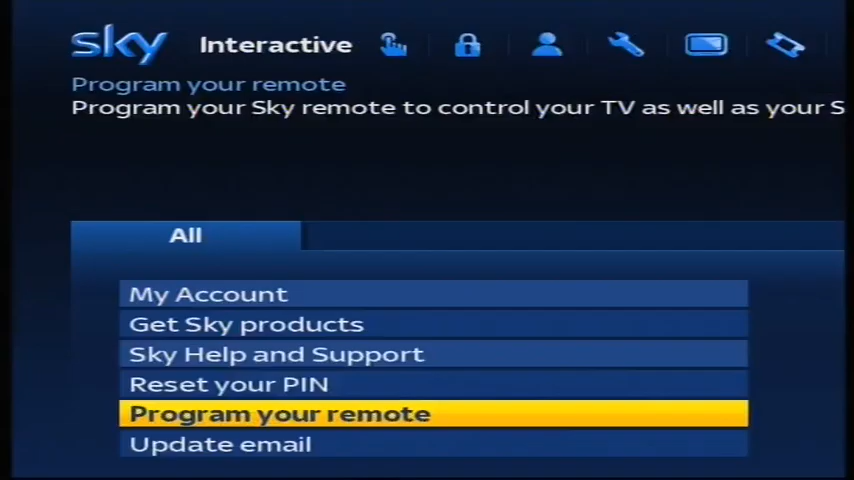 sky Interactive
Program your remote
Program your Sky remote to control your TV as well as your S
All
My Account
Get Sky products
Sky Help and Support
Reset your PIN
Program your remote
Update email